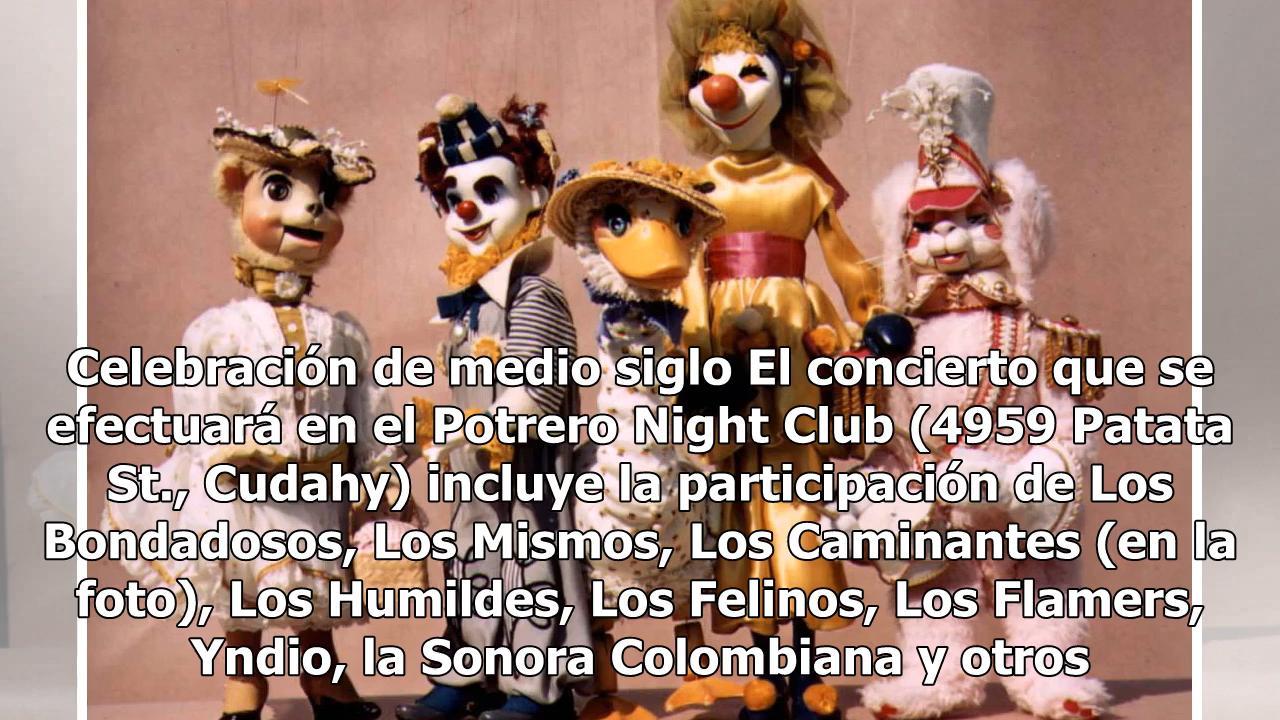 Celebración de medio siglo El concierto que se
efectuará en el Potrero Night Club (4959 Patata
St., Cudahy) incluye la participación de Los
Bondadosos, Los Mismos, Los Caminantes (en la
foto), Los Humildes, Los Felinos, Los Flamers,
Yndio, la Sonora Colombiana y otros